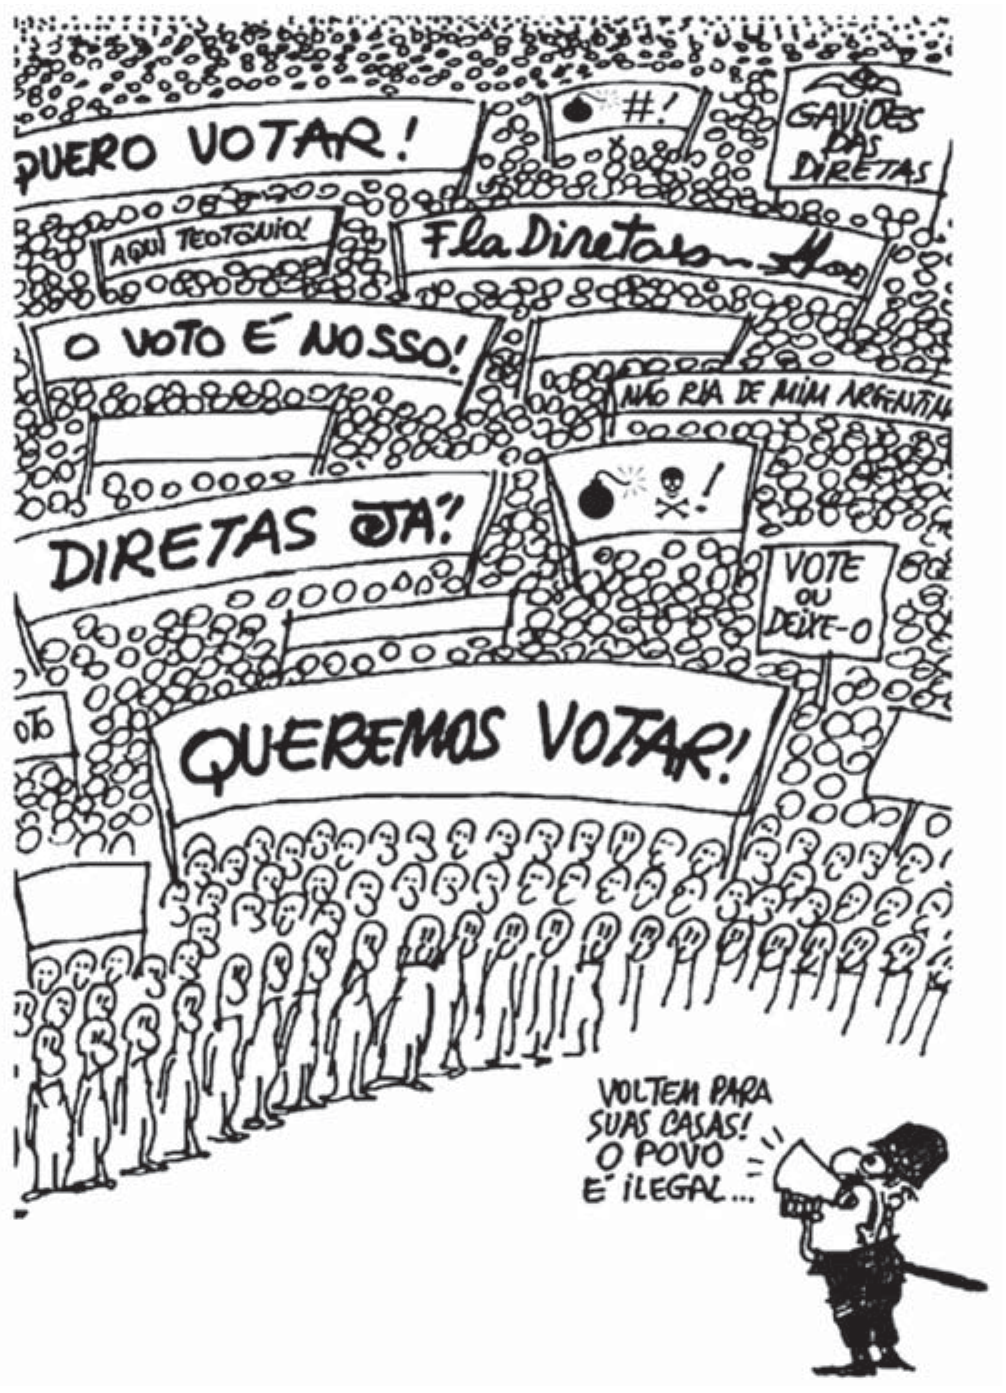 QUERO VOTAR!
#!
GAVIÕES
DAS
DIRETAS
AQUI TEOTÔNIO!
Fla Diretas
O VOTO É NOSSO!
NÃO RIA DE MIM ARGENTIN
DIRETAS JÁ!
VOTE
OU
DEIXE-O
OTO
QUEREMOS VOTAR!
VOLTEM PARA
SUAS CASAS!
O POVO
É ILEGAL...